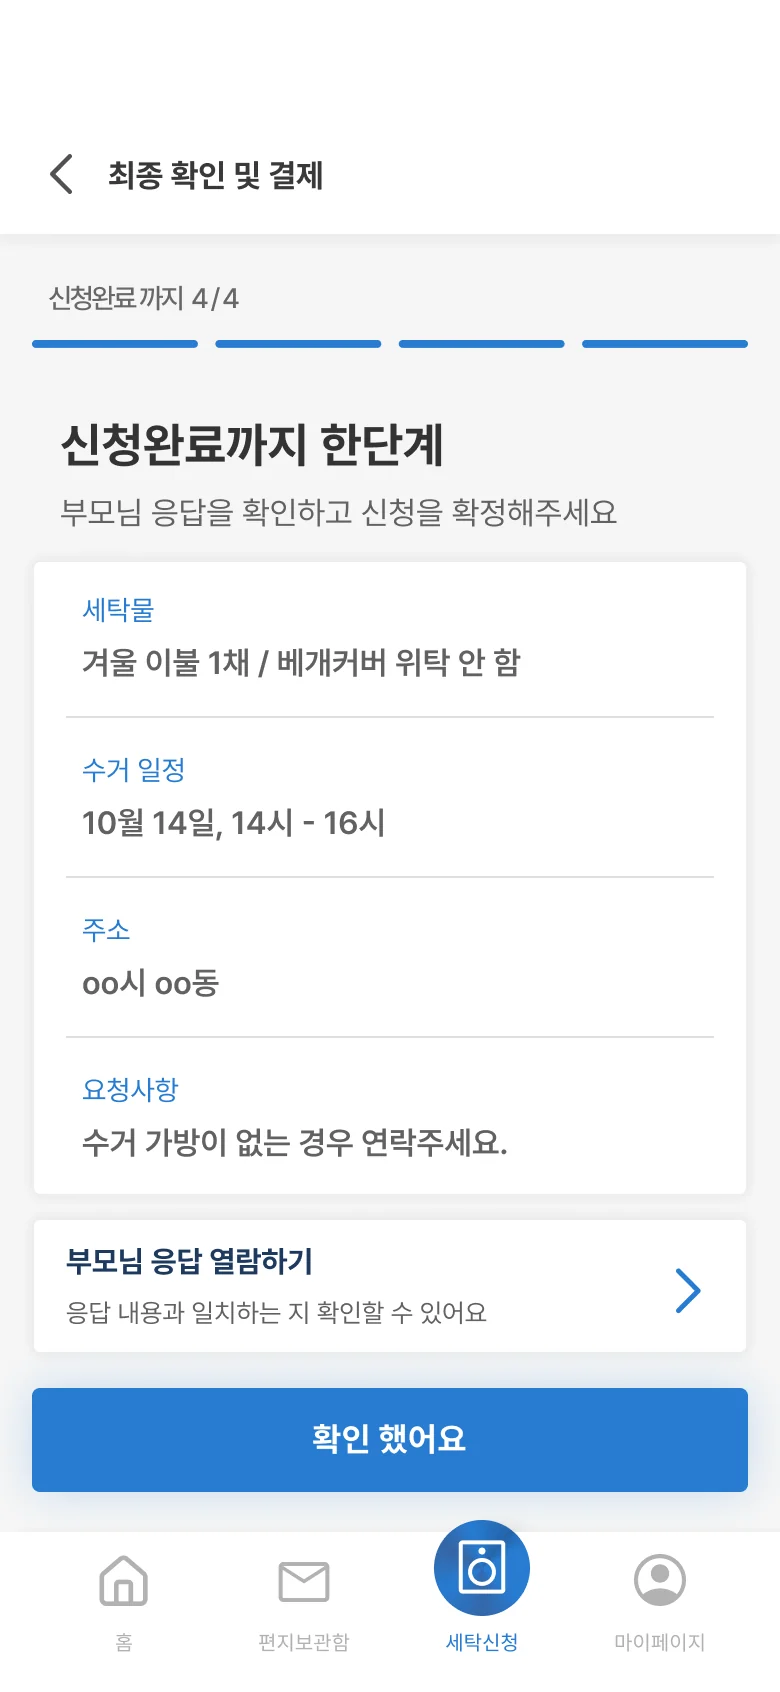 최종 확인 및 결제
신청완료 까지 4/4
신청완료까지 한단계
부모님 응답을 확인하고 신청을 확정해주세요
세탁물
겨울 이불 1채 / 베개커버 위탁 안 함
수거 일정
10월 14일, 14시 - 16시
주소
oo시 oo동
요청사항
수거 가방이 없는 경우 연락주세요.
부모님 응답 열람하기
응답 내용과 일치하는 지 확인할 수 있어요
확인 했어요
홈
편지보관함
세탁신청
마이페이지